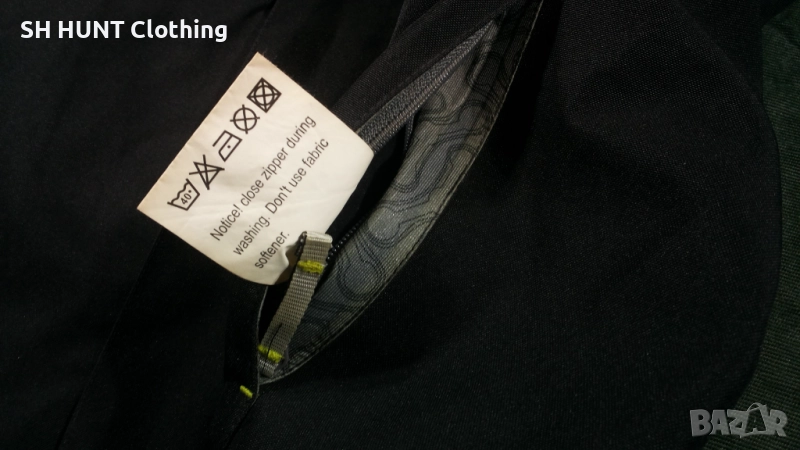 SH HUNT Clothing
40°
Notice! close zipper during
washing. Don't use fabric
softener.
BAZAR